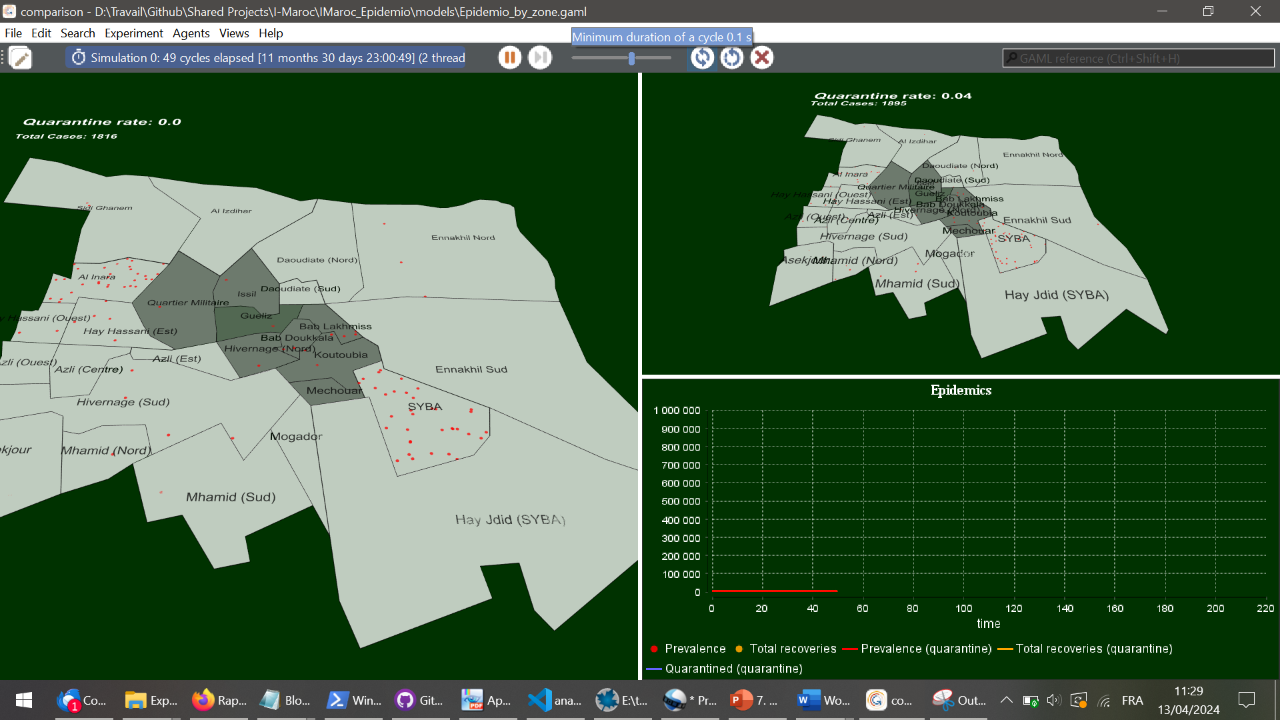 comparison - D:\Travail\Github\Shared Projects\I-Maroc\IMaroc_Epidemio\models\Epidemio_by_zone.gaml
File Edit Search Experiment Agents Views Help
Minimum duration of a cycle 0.1 s
Simulation 0: 49 cycles elapsed [11 months 30 days 23:00:49] (2 thread
GAML reference (Ctrl+Shift+H)
Quarantine rate: 0.0
Total Cases: 1816
Sidi Ghanem
Al Izdihar
Ennakhil Nord
Daoudiate (Nord)
Al Inara
Daoudiate (Sud)
Issil
Quartier Militaire
Gueliz
Hay Hassani (Ouest)
Bab Lakhmiss
Hay Hassani (Est)
Bab Doukkala
Hivernage (Nord)
Koutoubia
Azli (Est)
zli (Ouest)
Azli (Centre)
Ennakhil Sud
Mechouar
Hivernage (Sud)
SYBA
Mogador
ekjour
Mhamid (Nord)
Mhamid (Sud)
Hay Jdid (SYBA)
Quarantine rate: 0.04
Total Cases: 1895
Sidi Ghanem
Al Izdihar
Ennakhil Nord
Daoudiate (Nord)
Al Inara
Daoudiate (Sud)
Quartier Militaire
Gueliz
Hay Hassani (Ouest)
Bab Lakhmiss
Hay Hassani (Est)
Bab Doukkala
Hivernage (Nord)
Koutoubia
Azli (Est)
Azli (Ouest)
Azli (Centre)
Ennakhil Sud
Mechouar
Hivernage (Sud)
SYBA
Mogador
Asekjour
Mhamid (Nord)
Mhamid (Sud)
Hay Jdid (SYBA)
Epidemics
1 000 000
900 000
800 000
700 000
600 000
500 000
400 000
300 000
200 000
100 000
0
0 20 40 60 80 100 120 140 160 180 200 220
time
Prevalence Total recoveries Prevalence (quarantine) Total recoveries (quarantine)
Quarantined (quarantine)
1 Co... Exp... Rap... Blo... Win... Git... Ap... ana... E:\t... * Pr... 7. ... Wo... co... Out... FRA 11:29
13/04/2024